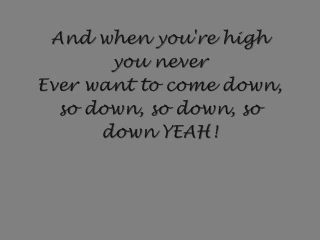 And when you're high
you never
Ever want to come down,
so down, so down, so
down YEAH!